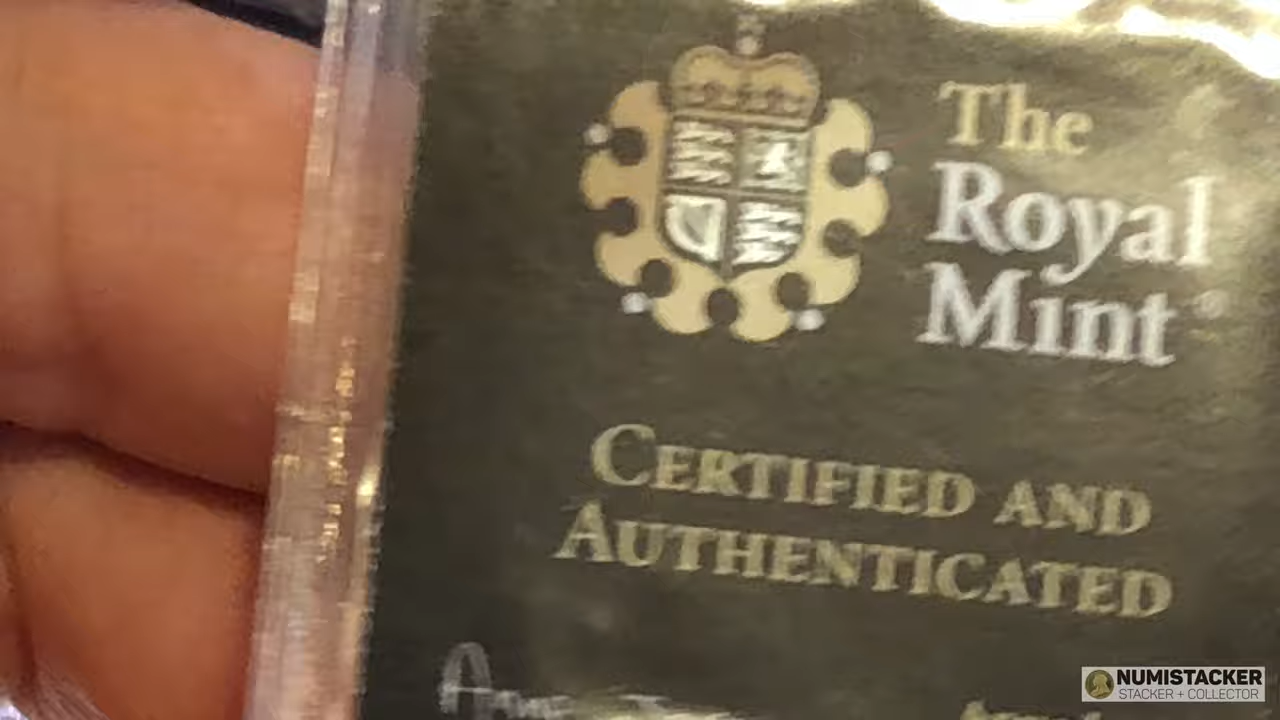 The
Royal
Mint®
CERTIFIED AND
AUTHENTICATED
NUMISTACKER
STACKER + COLLECTOR